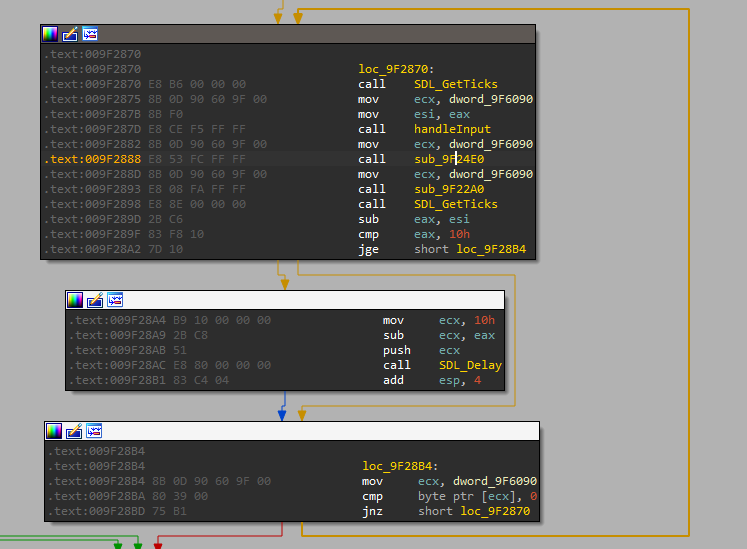 .text:009F2870
.text:009F2870 loc_9F2870:
.text:009F2870 E8 B6 00 00 00 call SDL_GetTicks
.text:009F2875 8B 0D 90 60 9F 00 mov ecx, dword_9F6090
.text:009F287B 8B F0 mov esi, eax
.text:009F287D E8 CE F5 FF FF call handleInput
.text:009F2882 8B 0D 90 60 9F 00 mov ecx, dword_9F6090
.text:009F2888 E8 53 FC FF FF call sub_9F24E0
.text:009F288D 8B 0D 90 60 9F 00 mov ecx, dword_9F6090
.text:009F2893 E8 08 FA FF FF call sub_9F22A0
.text:009F2898 E8 8E 00 00 00 call SDL_GetTicks
.text:009F289D 2B C6 sub eax, esi
.text:009F289F 83 F8 10 cmp eax, 10h
.text:009F28A2 7D 10 jge short loc_9F28B4
.text:009F28A4 B9 10 00 00 00 mov ecx, 10h
.text:009F28A9 2B C8 sub ecx, eax
.text:009F28AB 51 push ecx
.text:009F28AC E8 80 00 00 00 call SDL_Delay
.text:009F28B1 83 C4 04 add esp, 4
.text:009F28B4
.text:009F28B4 loc_9F28B4:
.text:009F28B4 8B 0D 90 60 9F 00 mov ecx, dword_9F6090
.text:009F28BA 80 39 00 cmp byte ptr [ecx], 0
.text:009F28BD 75 B1 jnz short loc_9F2870